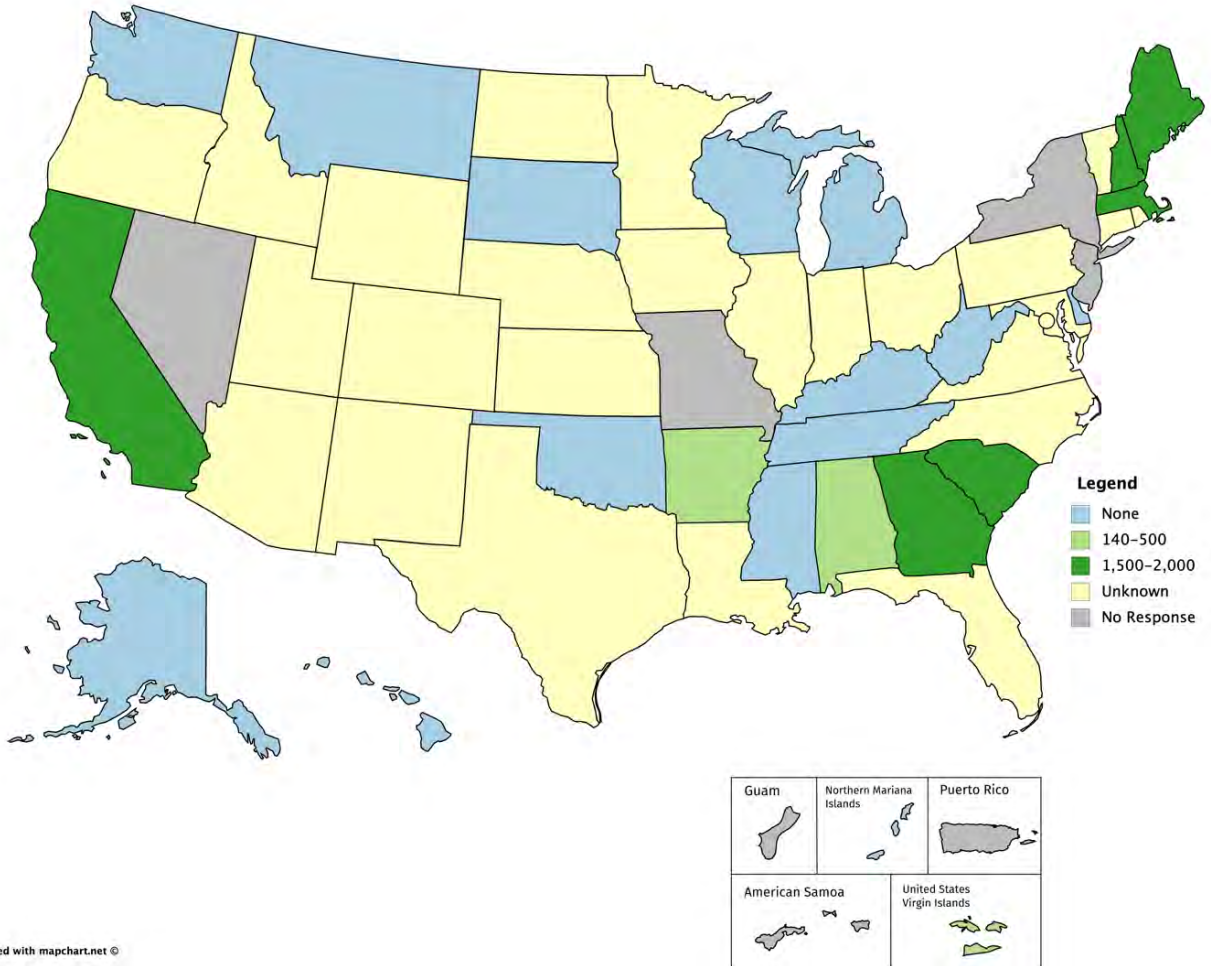 Legend
None
140–500
1,500–2,000
Unknown
No Response
Guam
Northern Mariana
Islands
Puerto Rico
American Samoa
United States
Virgin Islands
with mapchart.net ©